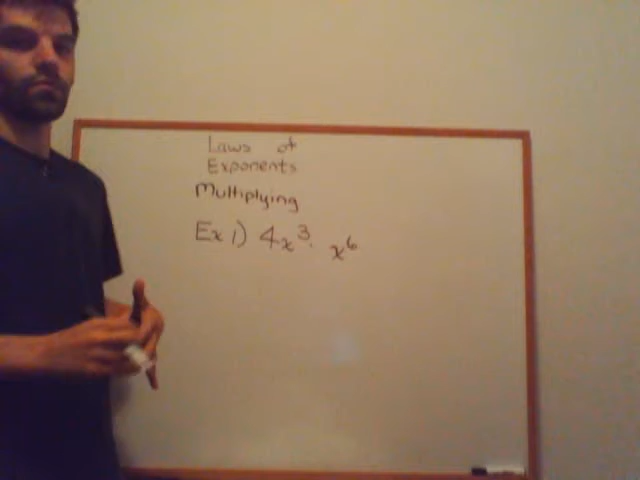 Laws of
Exponents
Multiplying
Ex 1) 4x³ · x⁶